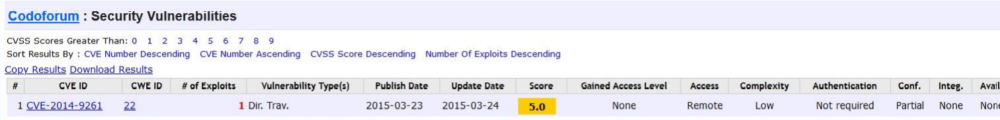 Codoforum : Security Vulnerabilities
CVSS Scores Greater Than: 0 1 2 3 4 5 6 7 8 9
Sort Results By : CVE Number Descending CVE Number Ascending CVSS Score Descending Number Of Exploits Descending
Copy Results Download Results
# CVE ID CWE ID # of Exploits Vulnerability Type(s) Publish Date Update Date Score Gained Access Level Access Complexity Authentication Conf. Integ. Avail
1 CVE-2014-9261 22 1 Dir. Trav. 2015-03-23 2015-03-24 5.0 None Remote Low Not required Partial None None